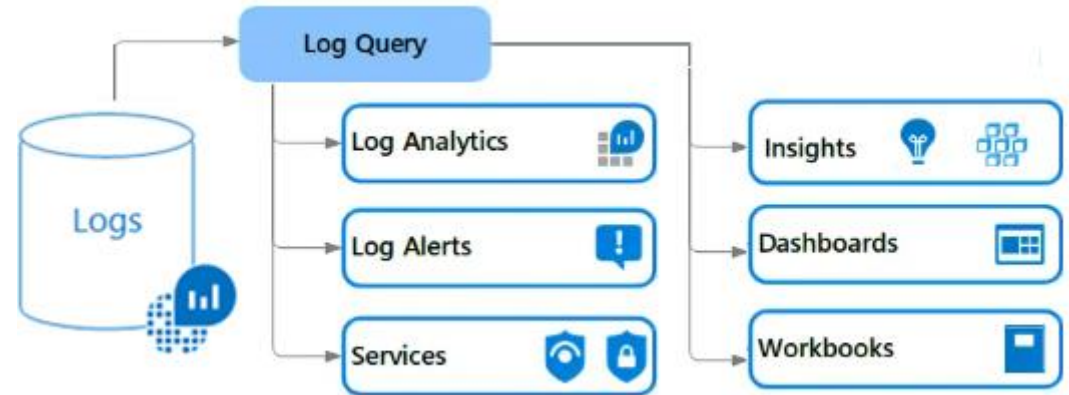 Log Query
Logs
Log Analytics
Log Alerts
Services
Insights
Dashboards
Workbooks